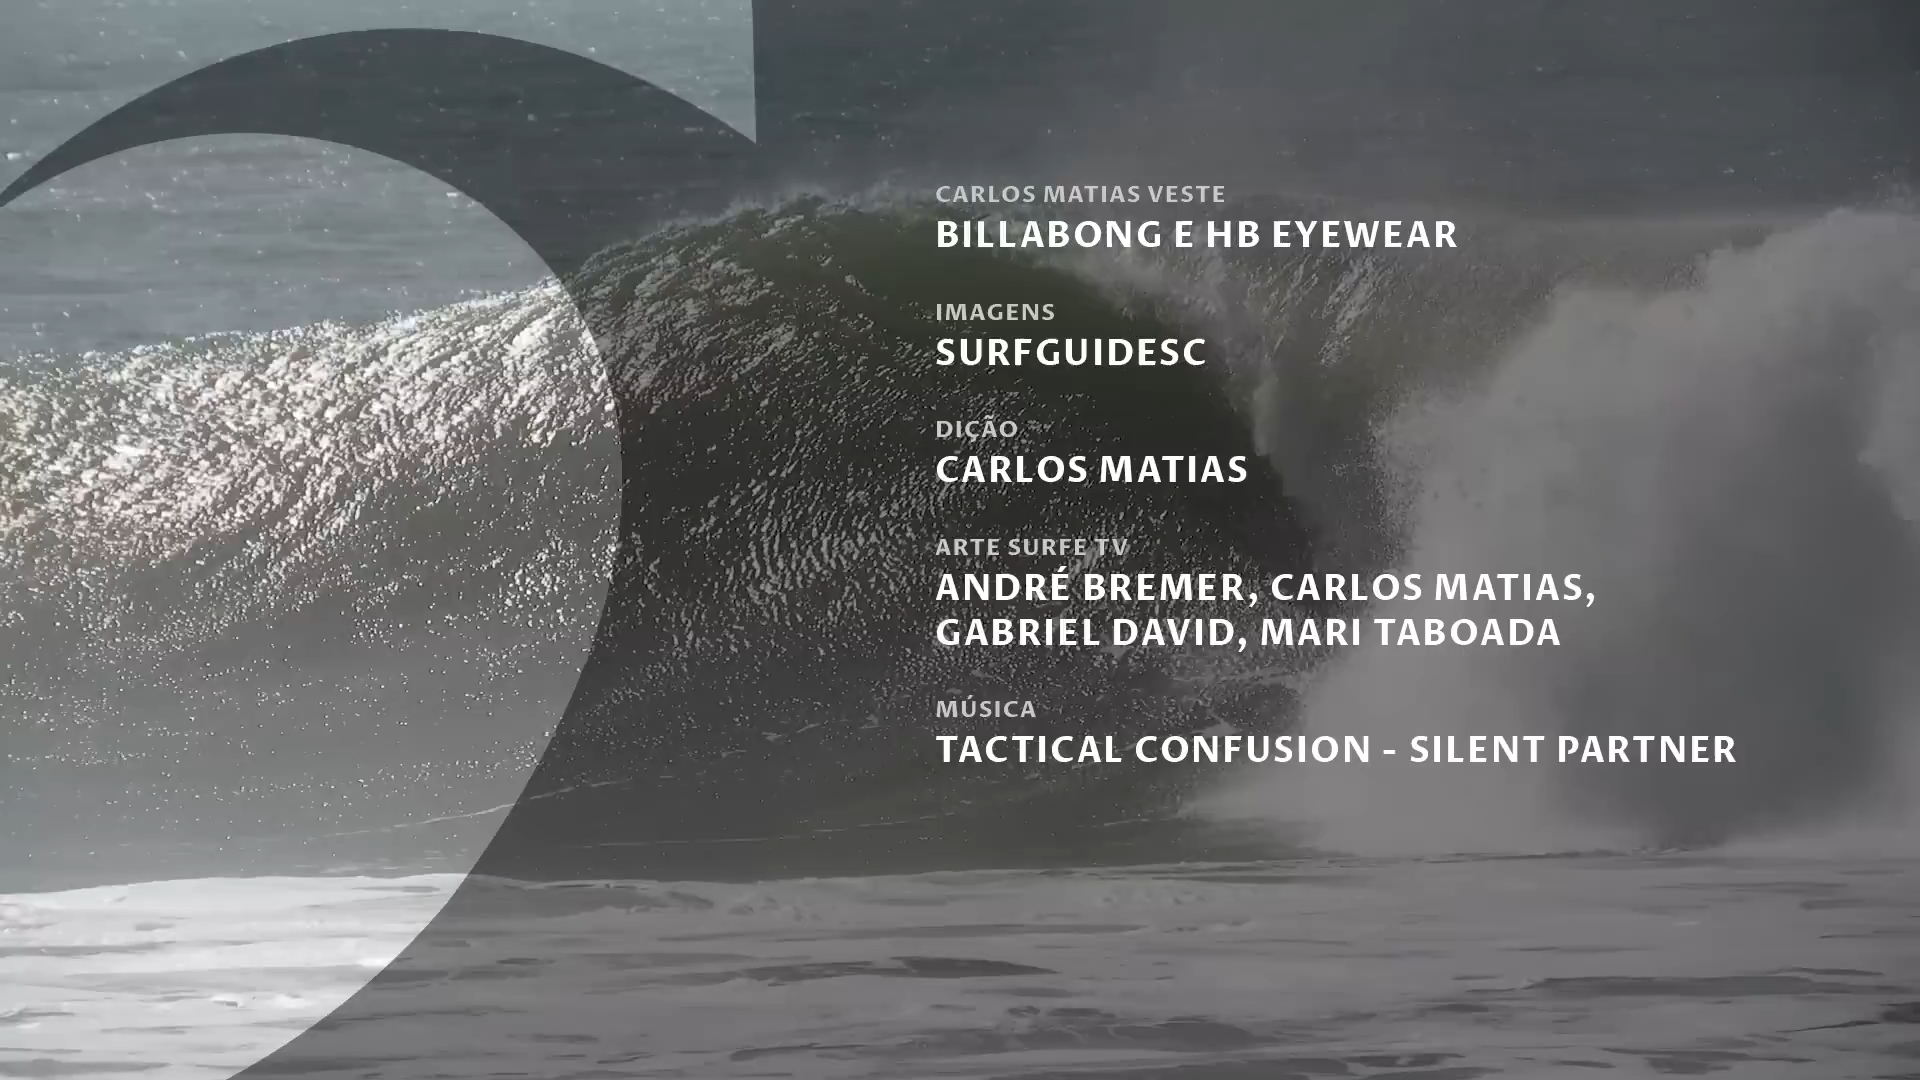 CARLOS MATIAS VESTE
BILLABONG E HB EYEWEAR
IMAGENS
SURFGUIDESC
DIÇÃO
CARLOS MATIAS
ARTE SURFE TV
ANDRÉ BREMER, CARLOS MATIAS,
GABRIEL DAVID, MARI TABOADA
MÚSICA
TACTICAL CONFUSION - SILENT PARTNER